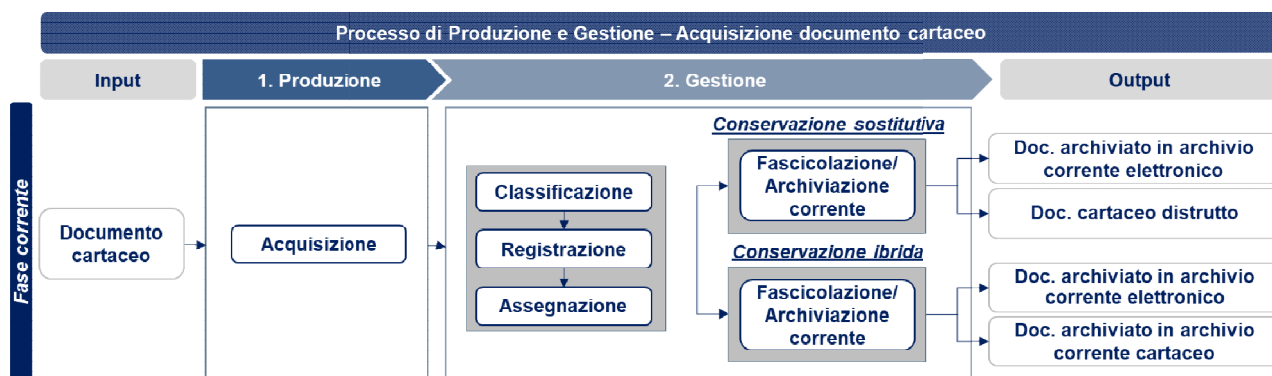 Processo di Produzione e Gestione – Acquisizione documento cartaceo
Input
1. Produzione
2. Gestione
Output
Fase corrente
Documento
cartaceo
Acquisizione
Classificazione
Registrazione
Assegnazione
Conservazione sostitutiva
Fascicolazione/
Archiviazione
corrente
Conservazione ibrida
Fascicolazione/
Archiviazione
corrente
Doc. archiviato in archivio
corrente elettronico
Doc. cartaceo distrutto
Doc. archiviato in archivio
corrente elettronico
Doc. archiviato in archivio
corrente cartaceo